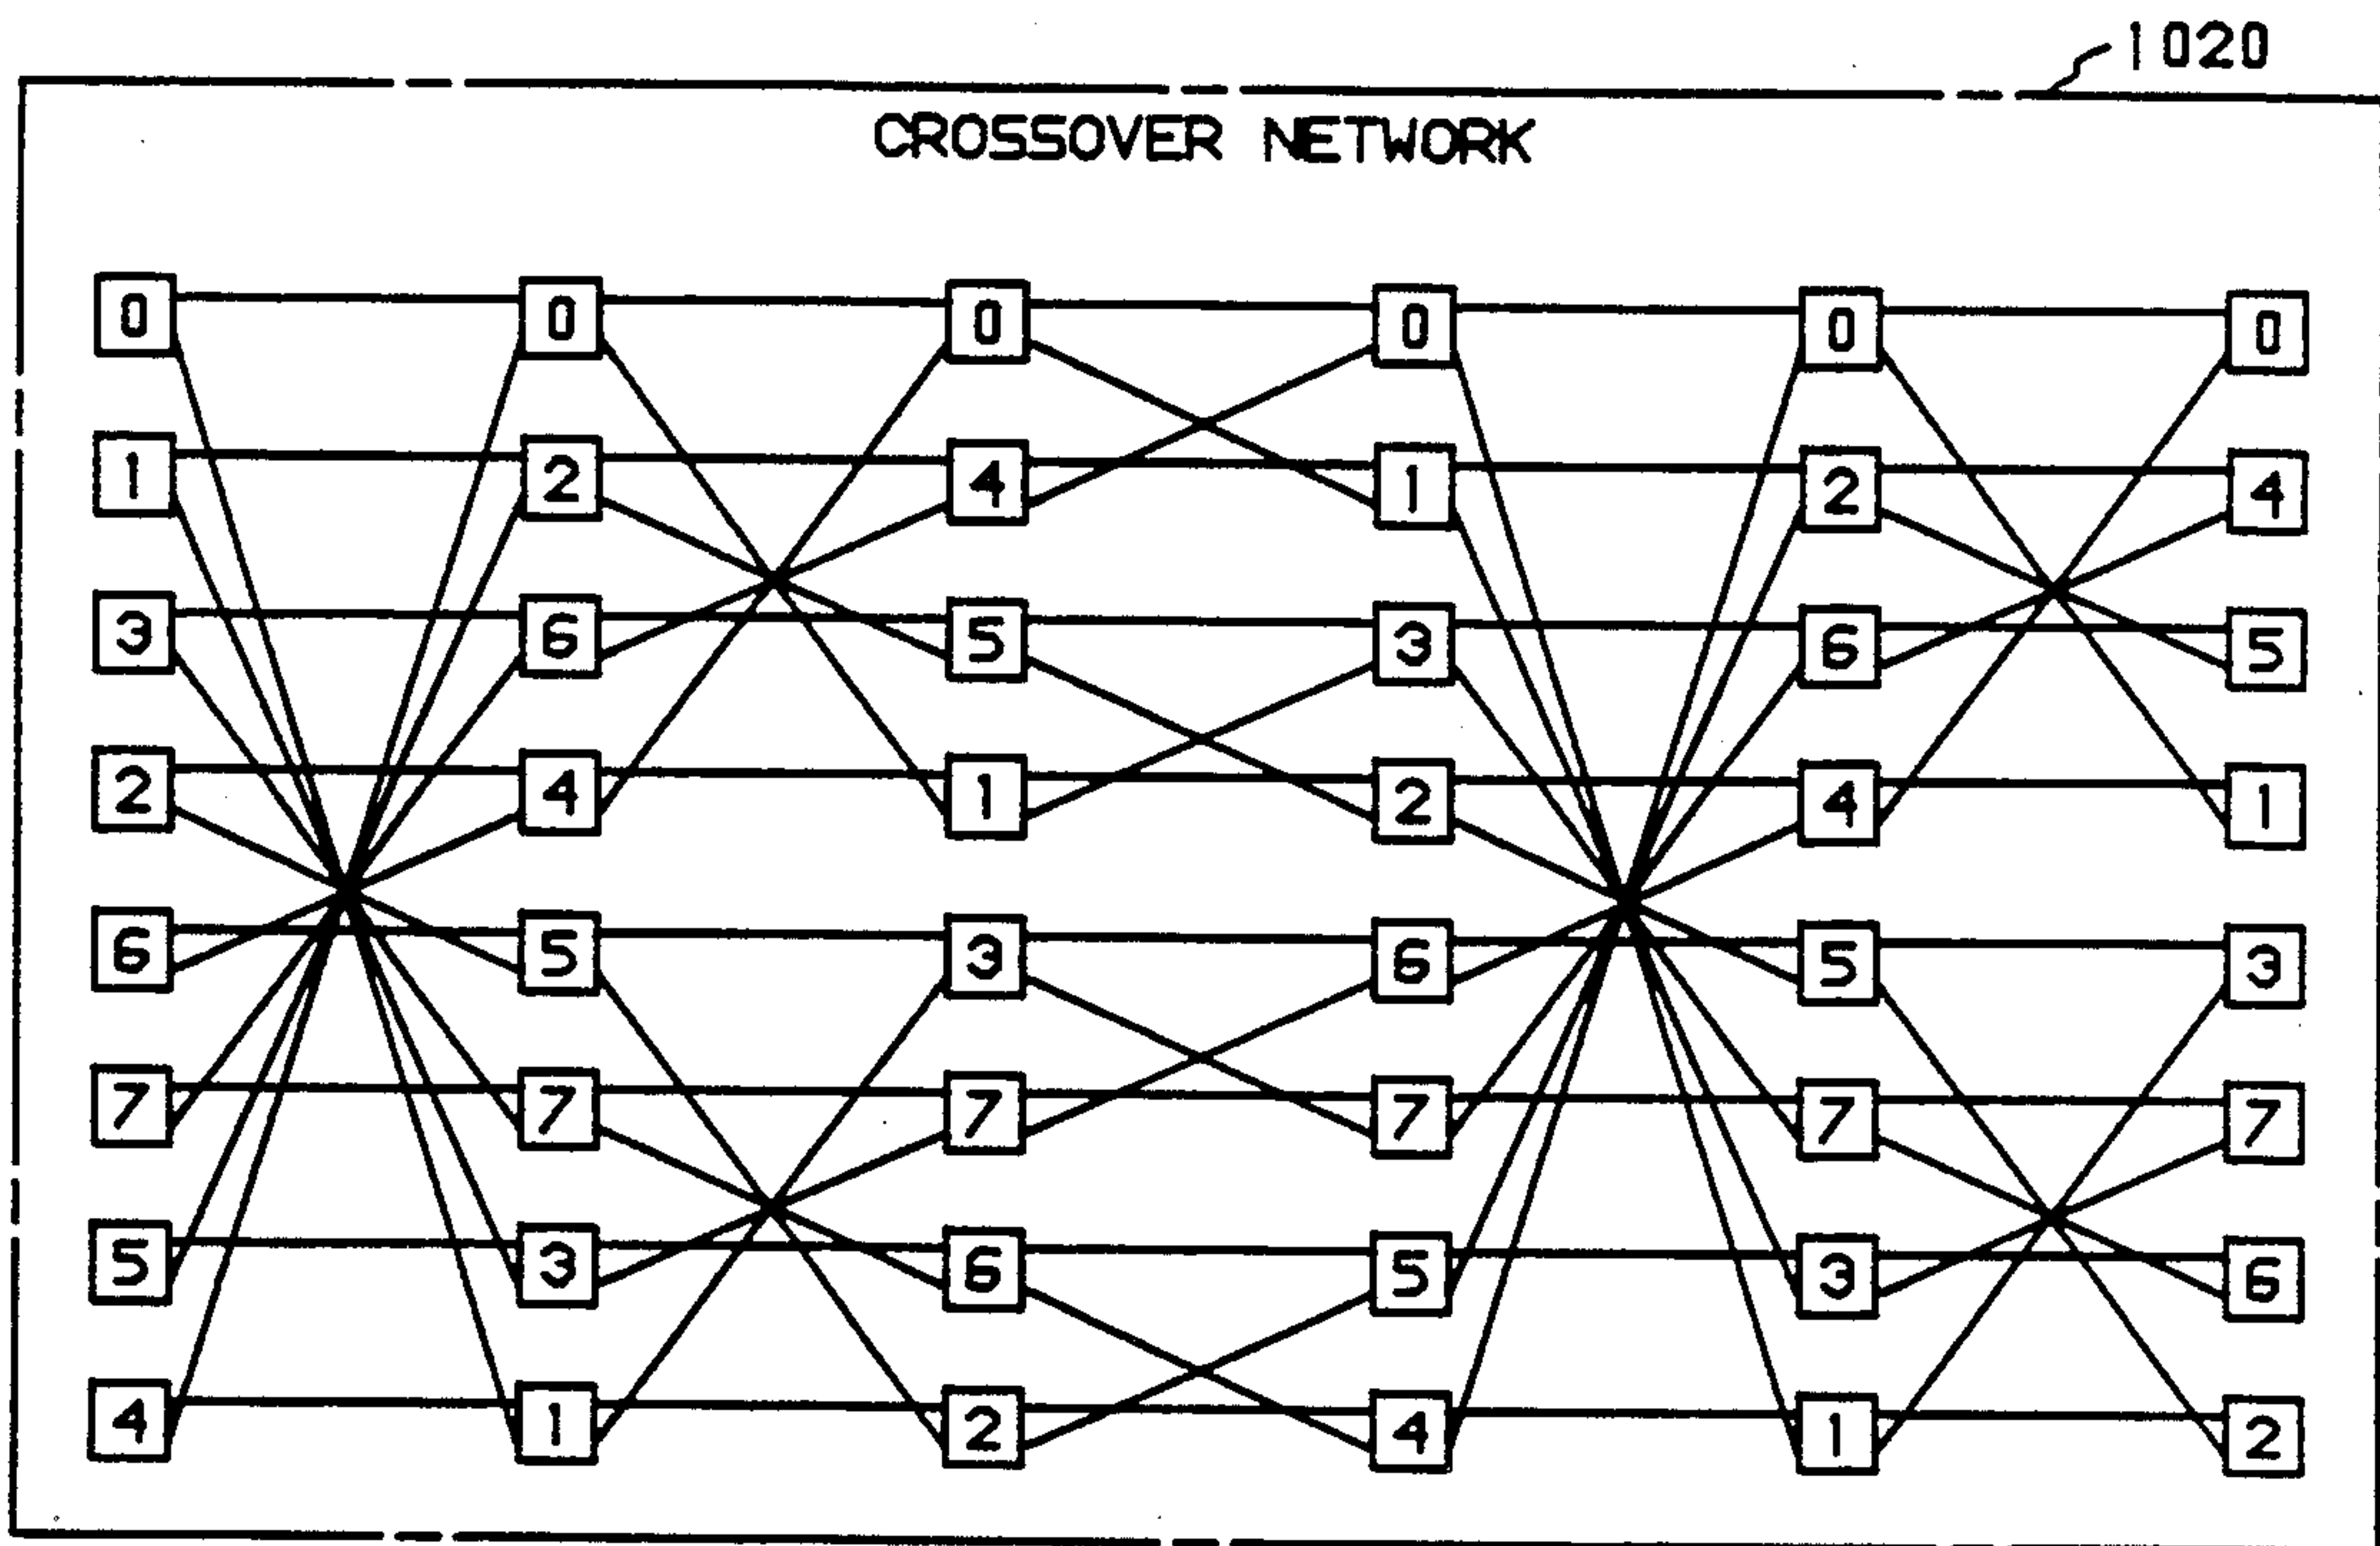 1020
CROSSOVER NETWORK
0 0 0 0 0 0
1 2 4 1 2 4
3 6 5 3 6 5
2 4 1 2 4 1
6 5 3 6 5 3
7 7 7 7 7 7
5 3 6 5 3 6
4 1 2 4 1 2